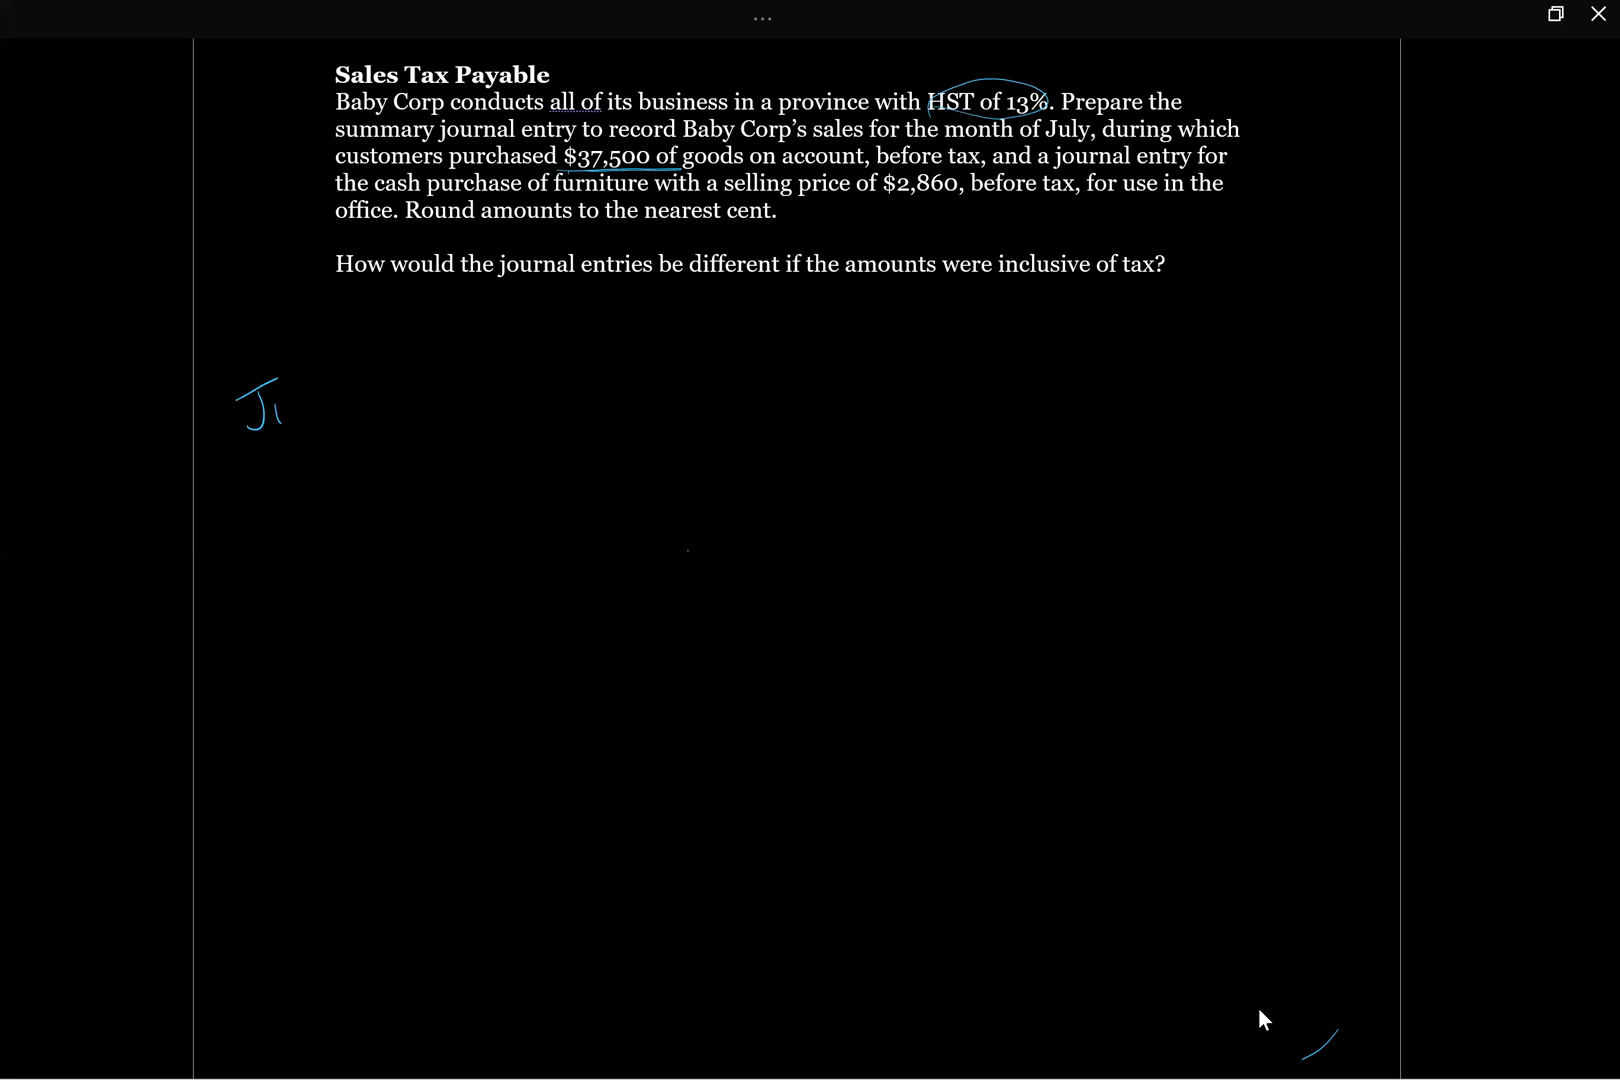 Sales Tax Payable
Baby Corp conducts all of its business in a province with HST of 13%. Prepare the
summary journal entry to record Baby Corp’s sales for the month of July, during which
customers purchased $37,500 of goods on account, before tax, and a journal entry for
the cash purchase of furniture with a selling price of $2,860, before tax, for use in the
office. Round amounts to the nearest cent.
How would the journal entries be different if the amounts were inclusive of tax?